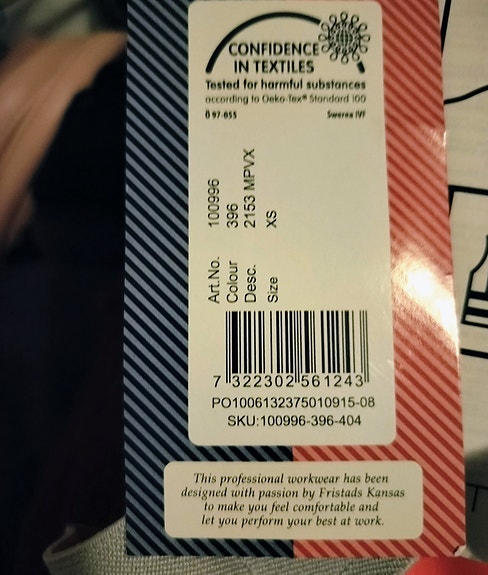 CONFIDENCE
IN TEXTILES
Tested for harmful substances
according to Oeko-Tex® Standard 100
Ö 97-055 Swerea IVF
Art.No. 100996
Colour 396
Desc. 2153 MPVX
Size XS
7 322302 561243
PO1006132375010915-08
SKU:100996-396-404
This professional workwear has been
designed with passion by Fristads Kansas
to make you feel comfortable and
let you perform your best at work.